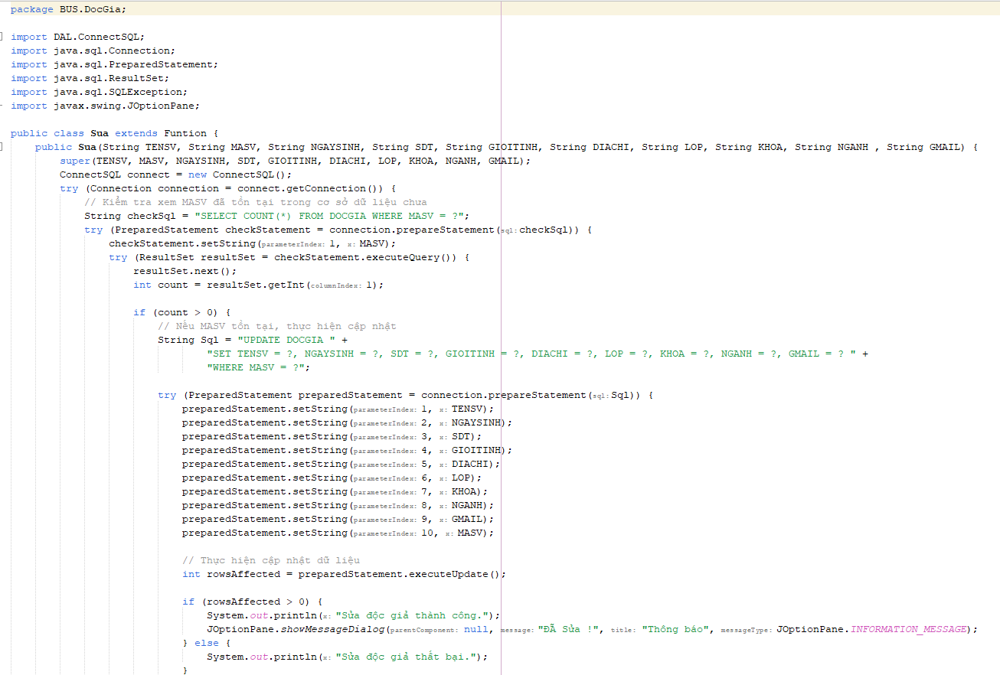 package BUS.DocGia;
import DAL.ConnectSQL;
import java.sql.Connection;
import java.sql.PreparedStatement;
import java.sql.ResultSet;
import java.sql.SQLException;
import javax.swing.JOptionPane;
public class Sua extends Funtion {
public Sua(String TENSV, String MASV, String NGAYSINH, String SDT, String GIOITINH, String DIACHI, String LOP, String KHOA, String NGANH , String GMAIL) {
super(TENSV, MASV, NGAYSINH, SDT, GIOITINH, DIACHI, LOP, KHOA, NGANH, GMAIL);
ConnectSQL connect = new ConnectSQL();
try (Connection connection = connect.getConnection()) {
// Kiểm tra xem MASV đã tồn tại trong cơ sở dữ liệu chưa
String checkSql = "SELECT COUNT(*) FROM DOCGIA WHERE MASV = ?";
try (PreparedStatement checkStatement = connection.prepareStatement(sql: checkSql)) {
checkStatement.setString(parameterIndex: 1, x: MASV);
try (ResultSet resultSet = checkStatement.executeQuery()) {
resultSet.next();
int count = resultSet.getInt(columnIndex: 1);
if (count > 0) {
// Nếu MASV tồn tại, thực hiện cập nhật
String Sql = "UPDATE DOCGIA " +
"SET TENSV = ?, NGAYSINH = ?, SDT = ?, GIOITINH = ?, DIACHI = ?, LOP = ?, KHOA = ?, NGANH = ?, GMAIL = ? " +
"WHERE MASV = ?";
try (PreparedStatement preparedStatement = connection.prepareStatement(sql: Sql)) {
preparedStatement.setString(parameterIndex: 1, x: TENSV);
preparedStatement.setString(parameterIndex: 2, x: NGAYSINH);
preparedStatement.setString(parameterIndex: 3, x: SDT);
preparedStatement.setString(parameterIndex: 4, x: GIOITINH);
preparedStatement.setString(parameterIndex: 5, x: DIACHI);
preparedStatement.setString(parameterIndex: 6, x: LOP);
preparedStatement.setString(parameterIndex: 7, x: KHOA);
preparedStatement.setString(parameterIndex: 8, x: NGANH);
preparedStatement.setString(parameterIndex: 9, x: GMAIL);
preparedStatement.setString(parameterIndex: 10, x: MASV);
// Thực hiện cập nhật dữ liệu
int rowsAffected = preparedStatement.executeUpdate();
if (rowsAffected > 0) {
System.out.println(x: "Sửa độc giả thành công.");
JOptionPane.showMessageDialog(parentComponent: null, message: "ĐÃ Sửa !", title: "Thông báo", messageType: JOptionPane.INFORMATION_MESSAGE);
} else {
System.out.println(x: "Sửa độc giả thất bại.");
}